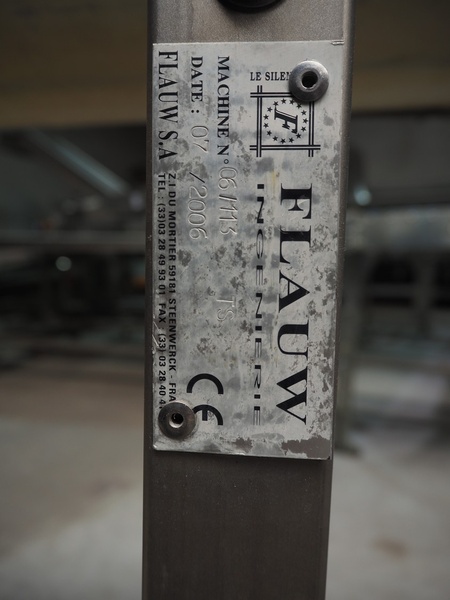 LE SILEN
F
FLAUW
INGENIERIE
MACHINE N° 06/113 TS
DATE : 07 /2006
CE
FLAUW S.A Z.I DU MORTIER 59181 STEENWERCK - FRA
TEL : (33)03 28 49 93 01 FAX (33) 03 28 40 4